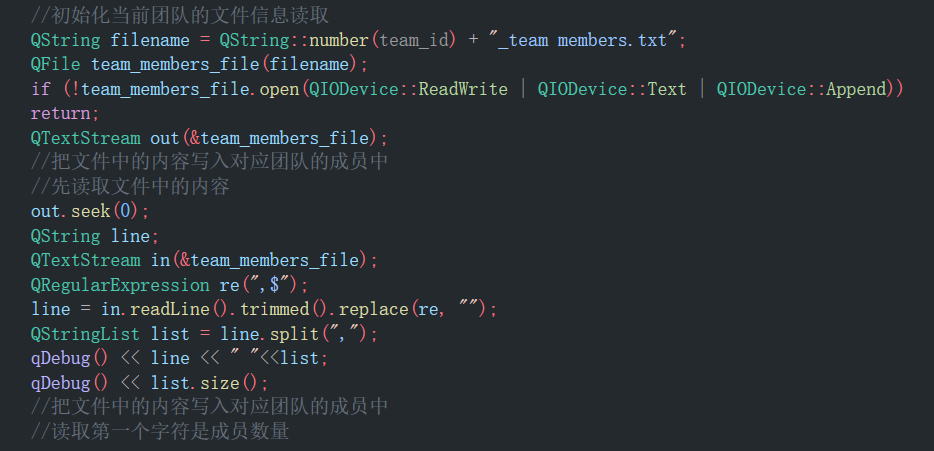 //初始化当前团队的文件信息读取
QString filename = QString::number(team_id) + "_team members.txt";
QFile team_members_file(filename);
if (!team_members_file.open(QIODevice::ReadWrite | QIODevice::Text | QIODevice::Append))
return;
QTextStream out(&team_members_file);
//把文件中的内容写入对应团队的成员中
//先读取文件中的内容
out.seek(0);
QString line;
QTextStream in(&team_members_file);
QRegularExpression re(",$");
line = in.readLine().trimmed().replace(re, "");
QStringList list = line.split(",");
qDebug() << line << " "<<list;
qDebug() << list.size();
//把文件中的内容写入对应团队的成员中
//读取第一个字符是成员数量